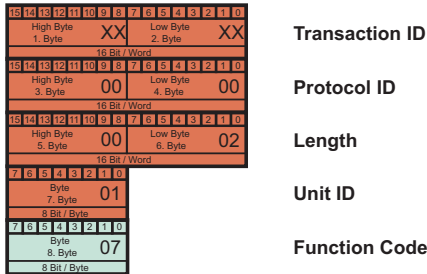 15 14 13 12 11 10 9 8 7 6 5 4 3 2 1 0
High Byte 1. Byte XX Low Byte 2. Byte XX Transaction ID
16 Bit / Word
15 14 13 12 11 10 9 8 7 6 5 4 3 2 1 0
High Byte 3. Byte 00 Low Byte 4. Byte 00 Protocol ID
16 Bit / Word
15 14 13 12 11 10 9 8 7 6 5 4 3 2 1 0
High Byte 5. Byte 00 Low Byte 6. Byte 02 Length
16 Bit / Word
7 6 5 4 3 2 1 0
Byte 7. Byte 01 Unit ID
8 Bit / Byte
7 6 5 4 3 2 1 0
Byte 8. Byte 07 Function Code
8 Bit / Byte